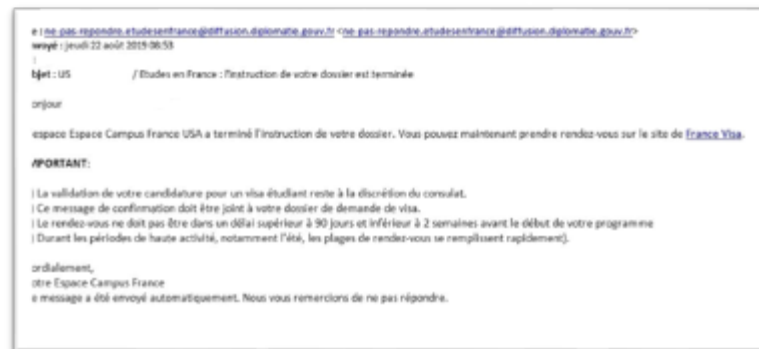 e : ne-pas-repondre.etudesenfrance@diffusion.diplomatie.gouv.fr <ne-pas-repondre.etudesenfrance@diffusion.diplomatie.gouv.fr>
nvoyé : jeudi 22 août 2019 08:53
:
bjet : US / Etudes en France : l'instruction de votre dossier est terminée
onjour
espace Espace Campus France USA a terminé l'instruction de votre dossier. Vous pouvez maintenant prendre rendez-vous sur le site de France Visa.
MPORTANT:
) La validation de votre candidature pour un visa étudiant reste à la discrétion du consulat.
) Ce message de confirmation doit être joint à votre dossier de demande de visa.
) Le rendez-vous ne doit pas être dans un délai supérieur à 90 jours et inférieur à 2 semaines avant le début de votre programme
) Durant les périodes de haute activité, notamment l'été, les plages de rendez-vous se remplissent rapidement).
ordialement,
otre Espace Campus France
e message a été envoyé automatiquement. Nous vous remercions de ne pas répondre.